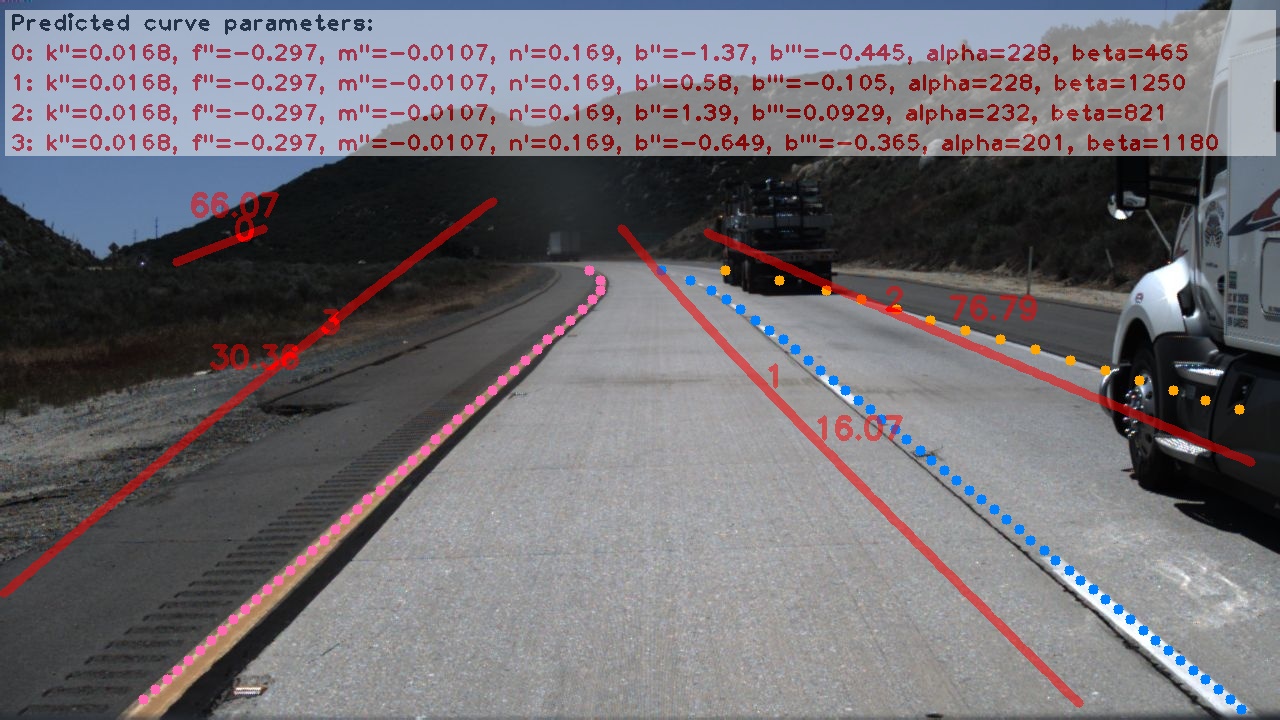 Predicted curve parameters:
0: k''=0.0168, f''=−0.297, m''=−0.0107, n'=0.169, b''=−1.37, b'''=−0.445, alpha=228, beta=465
1: k''=0.0168, f''=−0.297, m''=−0.0107, n'=0.169, b''=0.58, b'''=−0.105, alpha=228, beta=1250
2: k''=0.0168, f''=−0.297, m''=−0.0107, n'=0.169, b''=1.39, b'''=0.0929, alpha=232, beta=821
3: k''=0.0168, f''=−0.297, m''=−0.0107, n'=0.169, b''=−0.649, b'''=−0.365, alpha=201, beta=1180
66.07
0
2
76.79
3
30.36
1
16.07